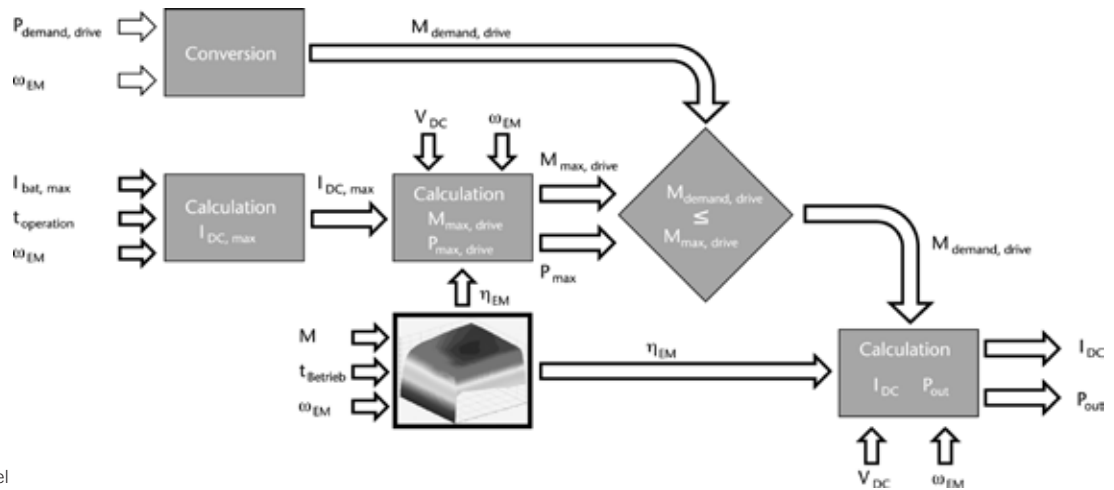 P demand, drive
ω EM
Conversion
M demand, drive
V DC
ω EM
I bat, max
t operation
ω EM
Calculation
I DC, max
I DC, max
Calculation
M max, drive
P max, drive
M max, drive
P max
M demand, drive
≤
M max, drive
M demand, drive
η EM
M
t Betrieb
ω EM
η EM
Calculation
I DC P out
I DC
P out
V DC
ω EM
el